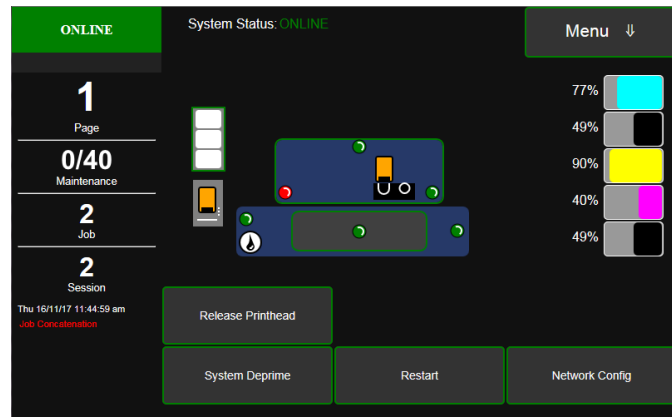 ONLINE
System Status: ONLINE
Menu ⇓
1
Page
0/40
Maintenance
2
Job
2
Session
Thu 16/11/17 11:44:59 am
Job Concatenation
77%
49%
90%
40%
49%
Release Printhead
System Deprime
Restart
Network Config